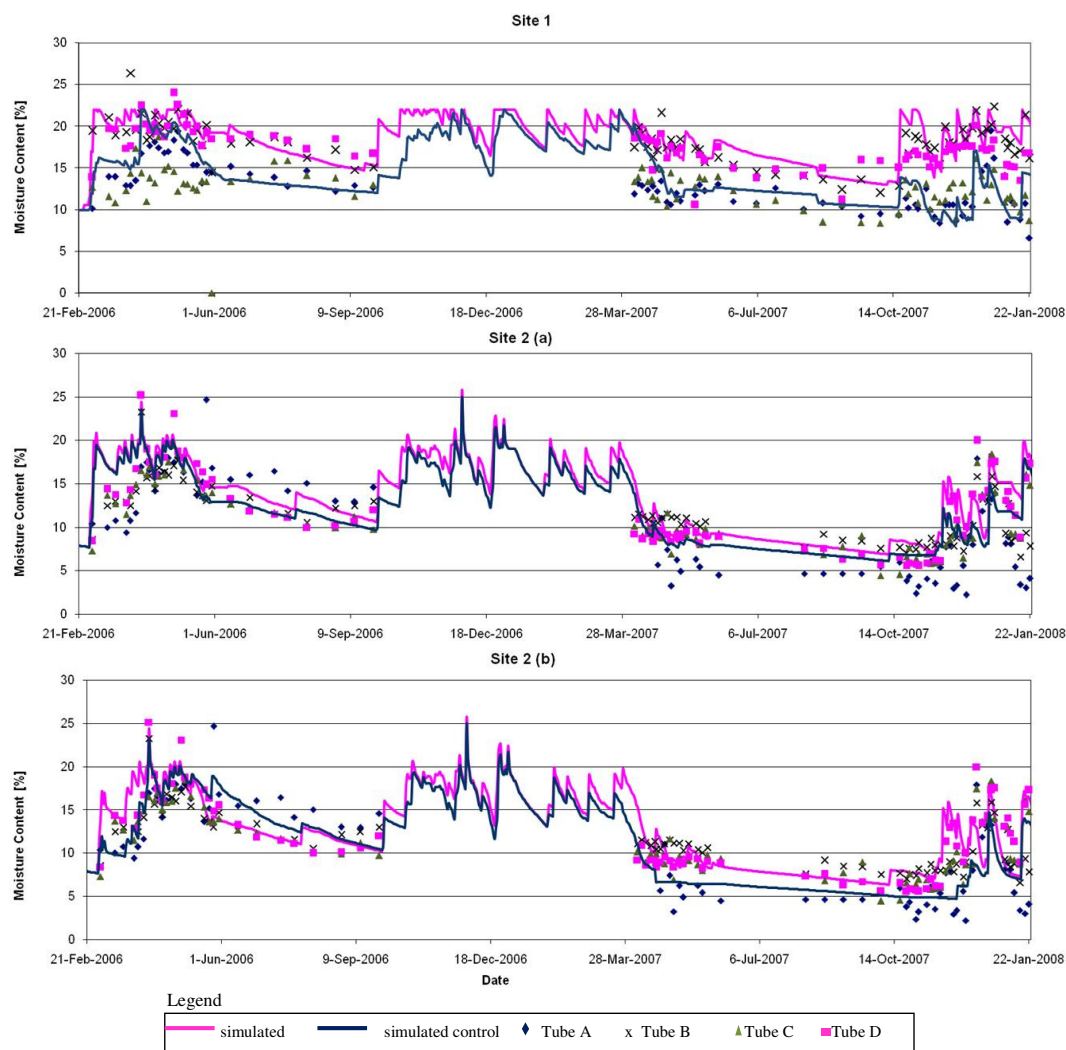 Site 1
Moisture Content [%]
30
25
20
15
10
5
0
21-Feb-2006 1-Jun-2006 9-Sep-2006 18-Dec-2006 28-Mar-2007 6-Jul-2007 14-Oct-2007 22-Jan-2008
Site 2 (a)
Moisture Content [%]
30
25
20
15
10
5
0
21-Feb-2006 1-Jun-2006 9-Sep-2006 18-Dec-2006 28-Mar-2007 6-Jul-2007 14-Oct-2007 22-Jan-2008
Site 2 (b)
Moisture Content [%]
30
25
20
15
10
5
0
21-Feb-2006 1-Jun-2006 9-Sep-2006 18-Dec-2006 28-Mar-2007 6-Jul-2007 14-Oct-2007 22-Jan-2008
Date
Legend
simulated simulated control Tube A x Tube B Tube C Tube D